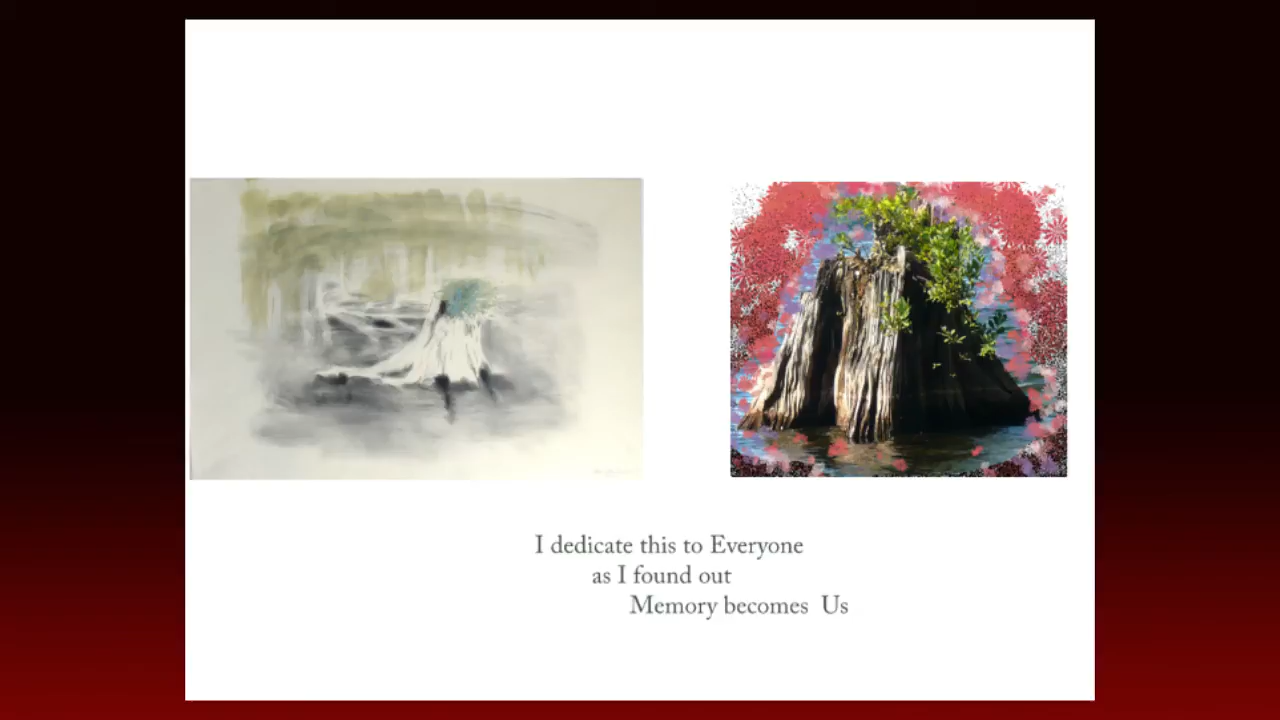 I dedicate this to Everyone
as I found out
Memory becomes Us